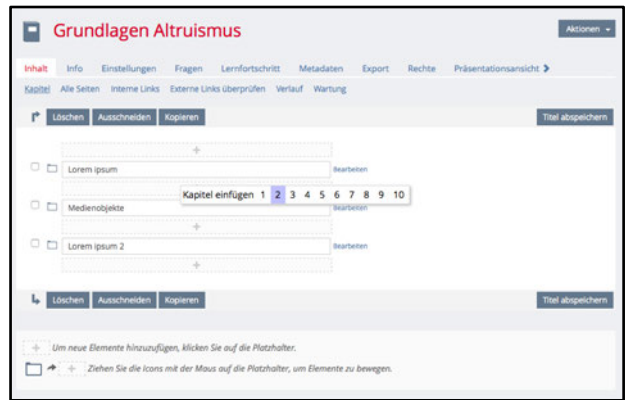 Grundlagen Altruismus
Aktionen
Inhalt Info Einstellungen Fragen Lernfortschritt Metadaten Export Rechte Präsentationsansicht
Kapitel Alle Seiten Interne Links Externe Links überprüfen Verlauf Wartung
Löschen Ausschneiden Kopieren Titel abspeichern
+
Lorem ipsum Bearbeiten
Kapitel einfügen 1 2 3 4 5 6 7 8 9 10
Medienobjekte Bearbeiten
+
Lorem ipsum 2 Bearbeiten
+
Löschen Ausschneiden Kopieren Titel abspeichern
+ Um neue Elemente hinzuzufügen, klicken Sie auf die Platzhalter.
+ Ziehen Sie die Icons mit der Maus auf die Platzhalter, um Elemente zu bewegen.